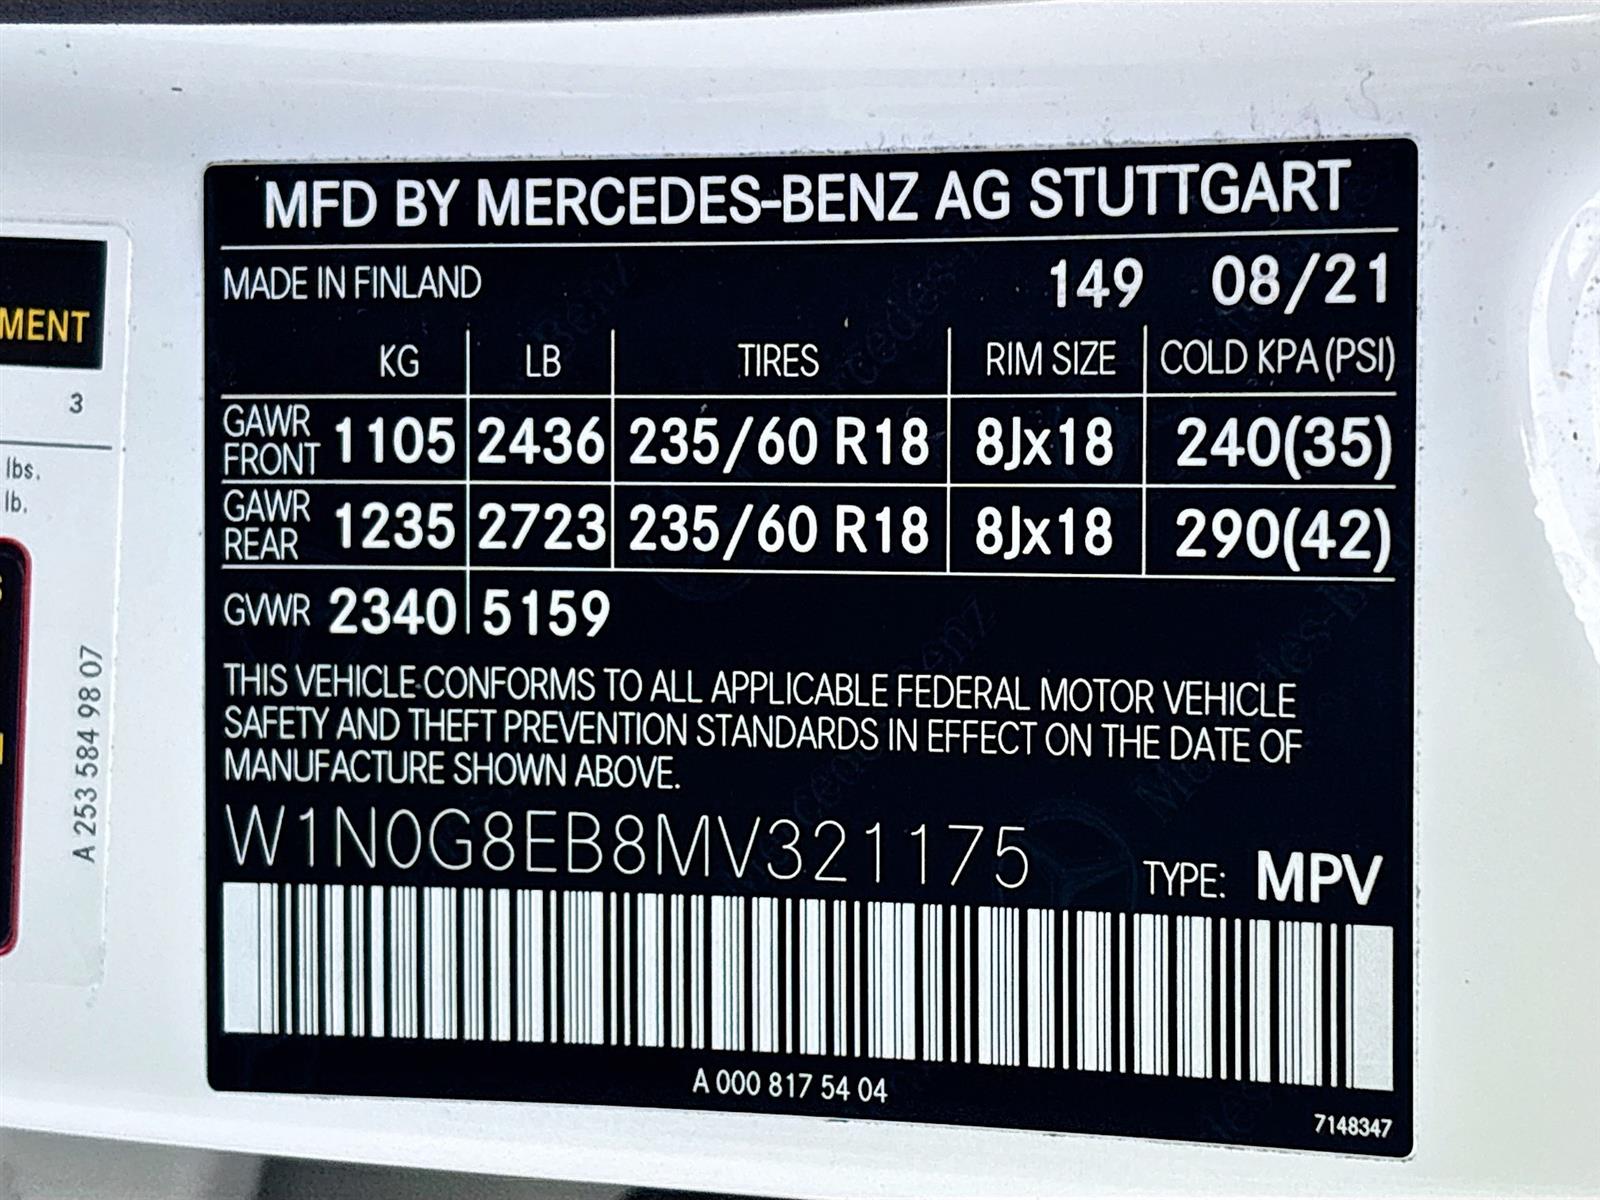 MFD BY MERCEDES-BENZ AG STUTTGART
MADE IN FINLAND 149 08/21
KG LB TIRES RIM SIZE COLD KPA (PSI)
GAWR FRONT 1105 2436 235/60 R18 8Jx18 240(35)
GAWR REAR 1235 2723 235/60 R18 8Jx18 290(42)
GVWR 2340 5159
THIS VEHICLE CONFORMS TO ALL APPLICABLE FEDERAL MOTOR VEHICLE
SAFETY AND THEFT PREVENTION STANDARDS IN EFFECT ON THE DATE OF
MANUFACTURE SHOWN ABOVE.
W1N0G8EB8MV321175 TYPE: MPV
A 000 817 54 04
7148347
MENT
3
lbs.
lb.
A 253 584 98 07